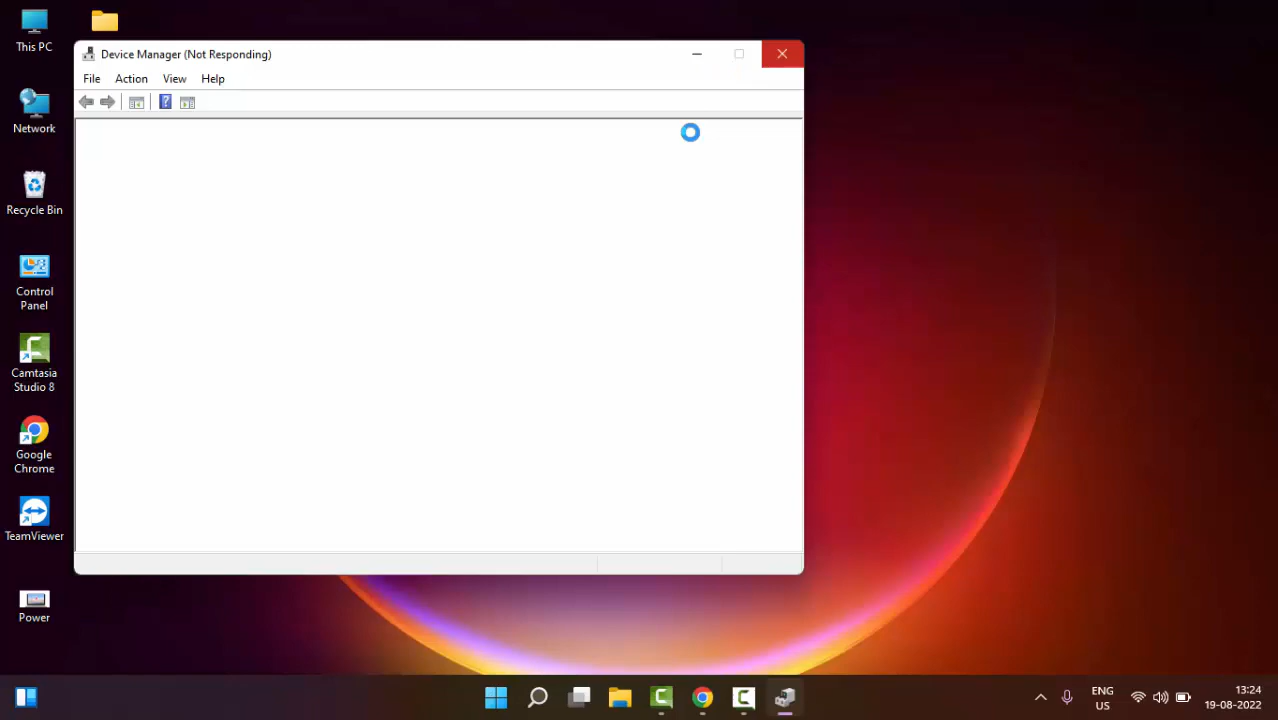 This PC
Network
Recycle Bin
Control
Panel
Camtasia
Studio 8
Google
Chrome
TeamViewer
Power
Device Manager (Not Responding)
File Action View Help
ENG
US
13:24
19-08-2022